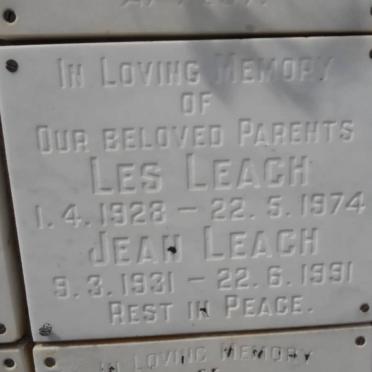 IN LOVING MEMORY
OF
OUR BELOVED PARENTS
LES LEACH
1.4.1928 – 22.5.1974
JEAN LEACH
9.3.1931 – 22.6.1991
REST IN PEACE.
IN LOVING MEMORY